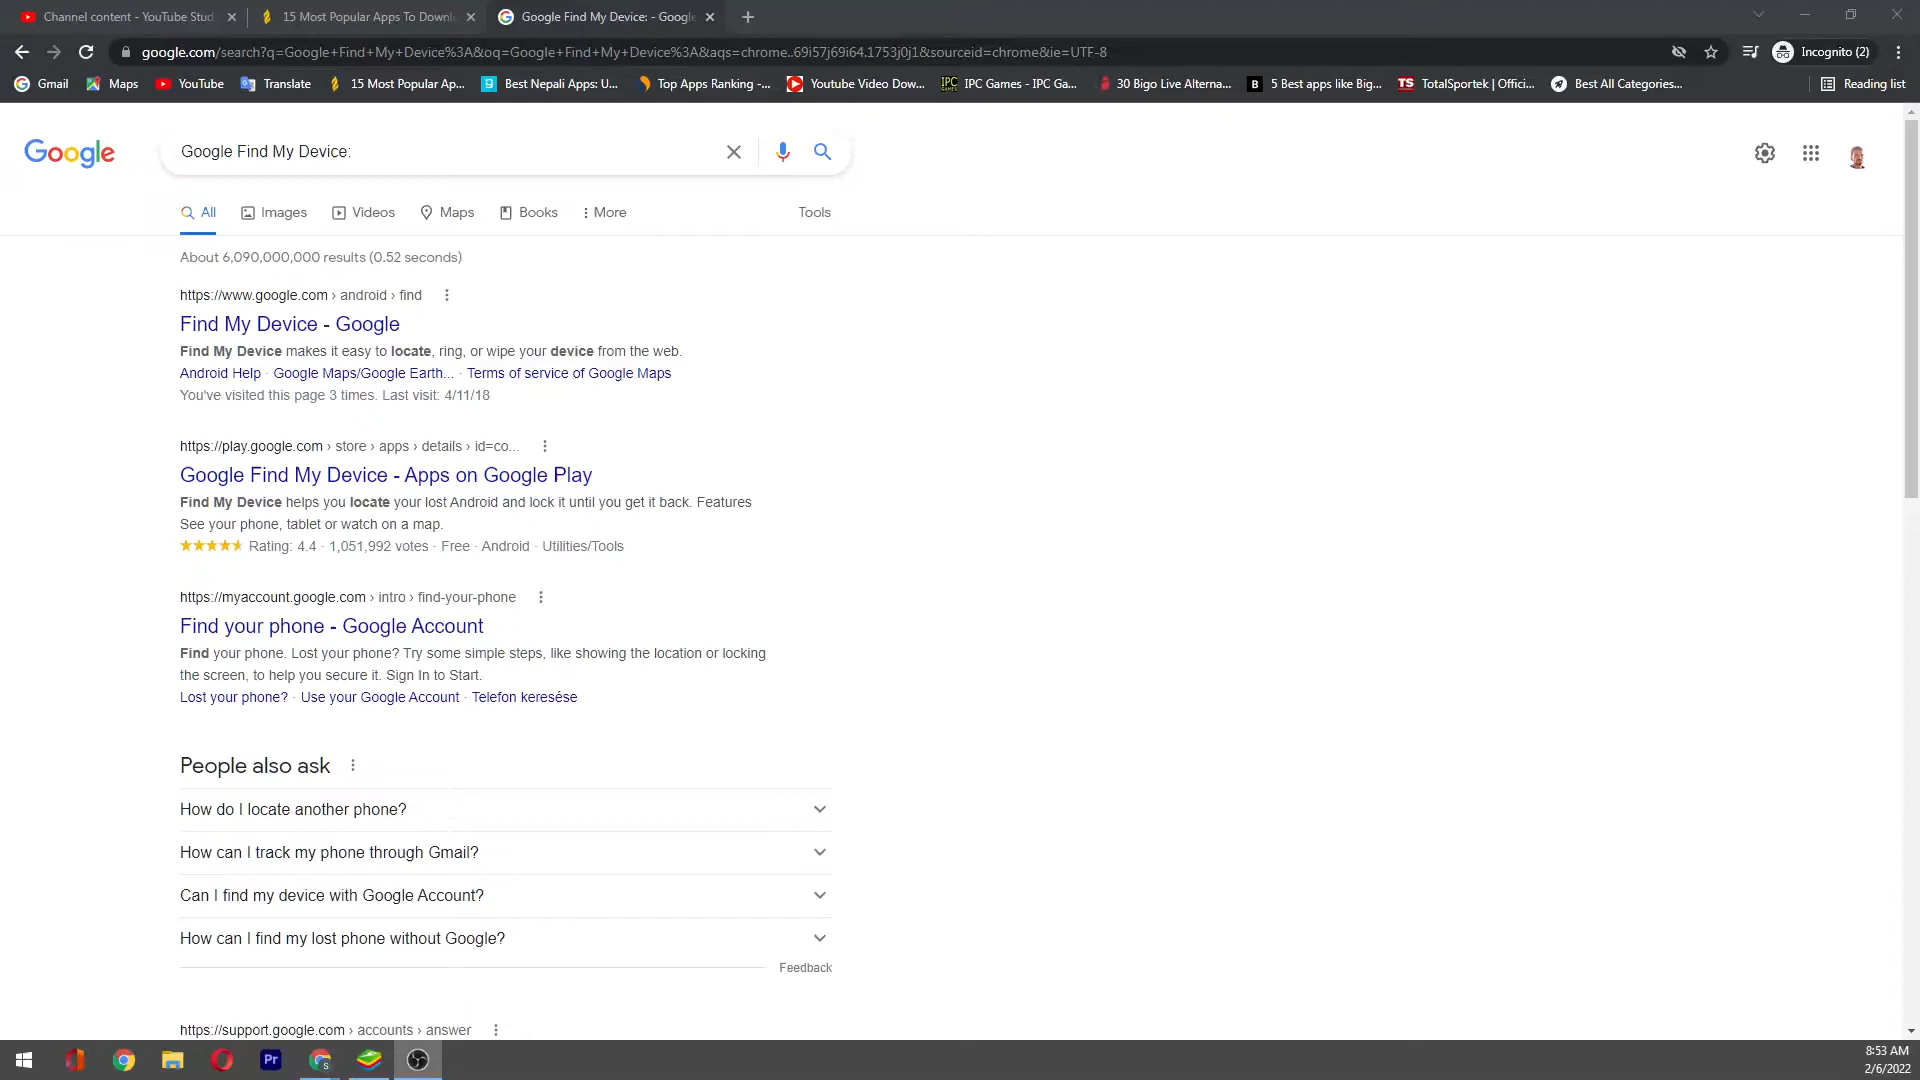 Channel content - YouTube Stud
15 Most Popular Apps To Downl
Google Find My Device: - Google
google.com/search?q=Google+Find+My+Device%3A&oq=Google+Find+My+Device%3A&aqs=chrome..69i57j69i64.1753j0j1&sourceid=chrome&ie=UTF-8
Incognito (2)
Gmail
Maps
YouTube
Translate
15 Most Popular Ap...
Best Nepali Apps: U...
Top Apps Ranking -...
Youtube Video Dow...
IPC Games - IPC Ga...
30 Bigo Live Alterna...
5 Best apps like Big...
TS TotalSportek | Offici...
Best All Categories...
Reading list
Google
Google Find My Device:
All
Images
Videos
Maps
Books
More
Tools
About 6,090,000,000 results (0.52 seconds)
https://www.google.com › android › find
Find My Device - Google
Find My Device makes it easy to locate, ring, or wipe your device from the web.
Android Help · Google Maps/Google Earth... · Terms of service of Google Maps
You've visited this page 3 times. Last visit: 4/11/18
https://play.google.com › store › apps › details › id=co...
Google Find My Device - Apps on Google Play
Find My Device helps you locate your lost Android and lock it until you get it back. Features
See your phone, tablet or watch on a map.
Rating: 4.4 · 1,051,992 votes · Free · Android · Utilities/Tools
https://myaccount.google.com › intro › find-your-phone
Find your phone - Google Account
Find your phone. Lost your phone? Try some simple steps, like showing the location or locking
the screen, to help you secure it. Sign In to Start.
Lost your phone? · Use your Google Account · Telefon keresése
People also ask
How do I locate another phone?
How can I track my phone through Gmail?
Can I find my device with Google Account?
How can I find my lost phone without Google?
Feedback
https://support.google.com › accounts › answer
Pr
8:53 AM
2/6/2022